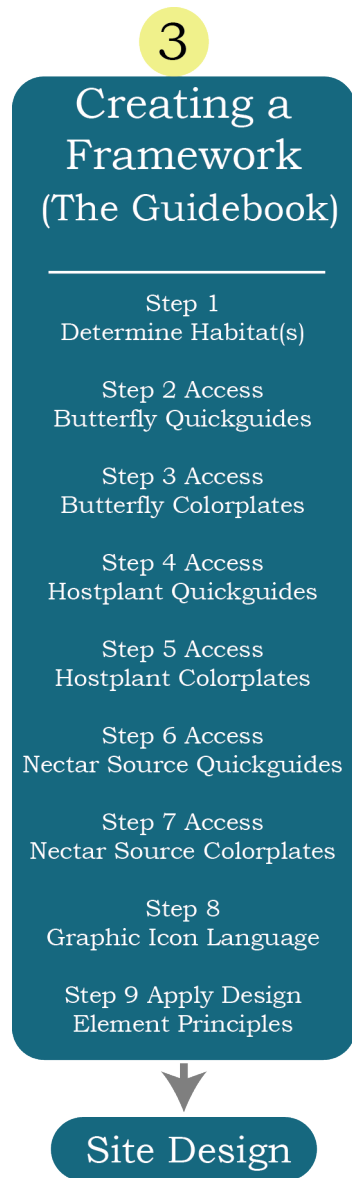 3
Creating a
Framework
(The Guidebook)
Step 1
Determine Habitat(s)
Step 2 Access
Butterfly Quickguides
Step 3 Access
Butterfly Colorplates
Step 4 Access
Hostplant Quickguides
Step 5 Access
Hostplant Colorplates
Step 6 Access
Nectar Source Quickguides
Step 7 Access
Nectar Source Colorplates
Step 8
Graphic Icon Language
Step 9 Apply Design
Element Principles
Site Design